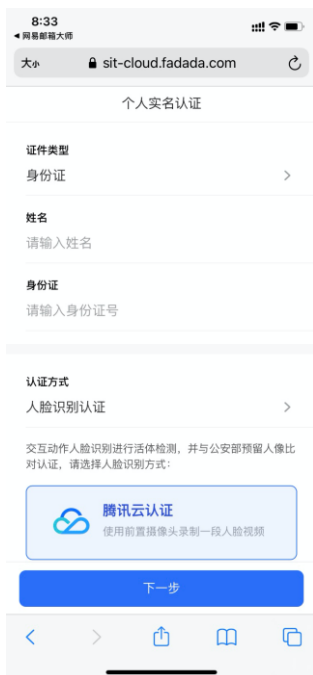 8:33
◀ 网易邮箱大师
大小
sit-cloud.fadada.com
个人实名认证
证件类型
身份证
姓名
请输入姓名
身份证
请输入身份证号
认证方式
人脸识别认证
交互动作人脸识别进行活体检测，并与公安部预留人像比
对认证，请选择人脸识别方式：
腾讯云认证
使用前置摄像头录制一段人脸视频
下一步